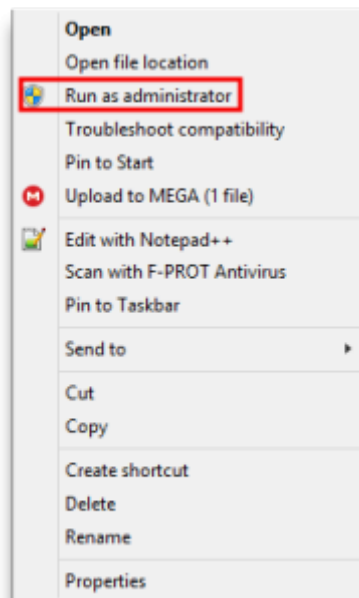 Open
Open file location
Run as administrator
Troubleshoot compatibility
Pin to Start
Upload to MEGA (1 file)
Edit with Notepad++
Scan with F-PROT Antivirus
Pin to Taskbar
Send to
Cut
Copy
Create shortcut
Delete
Rename
Properties